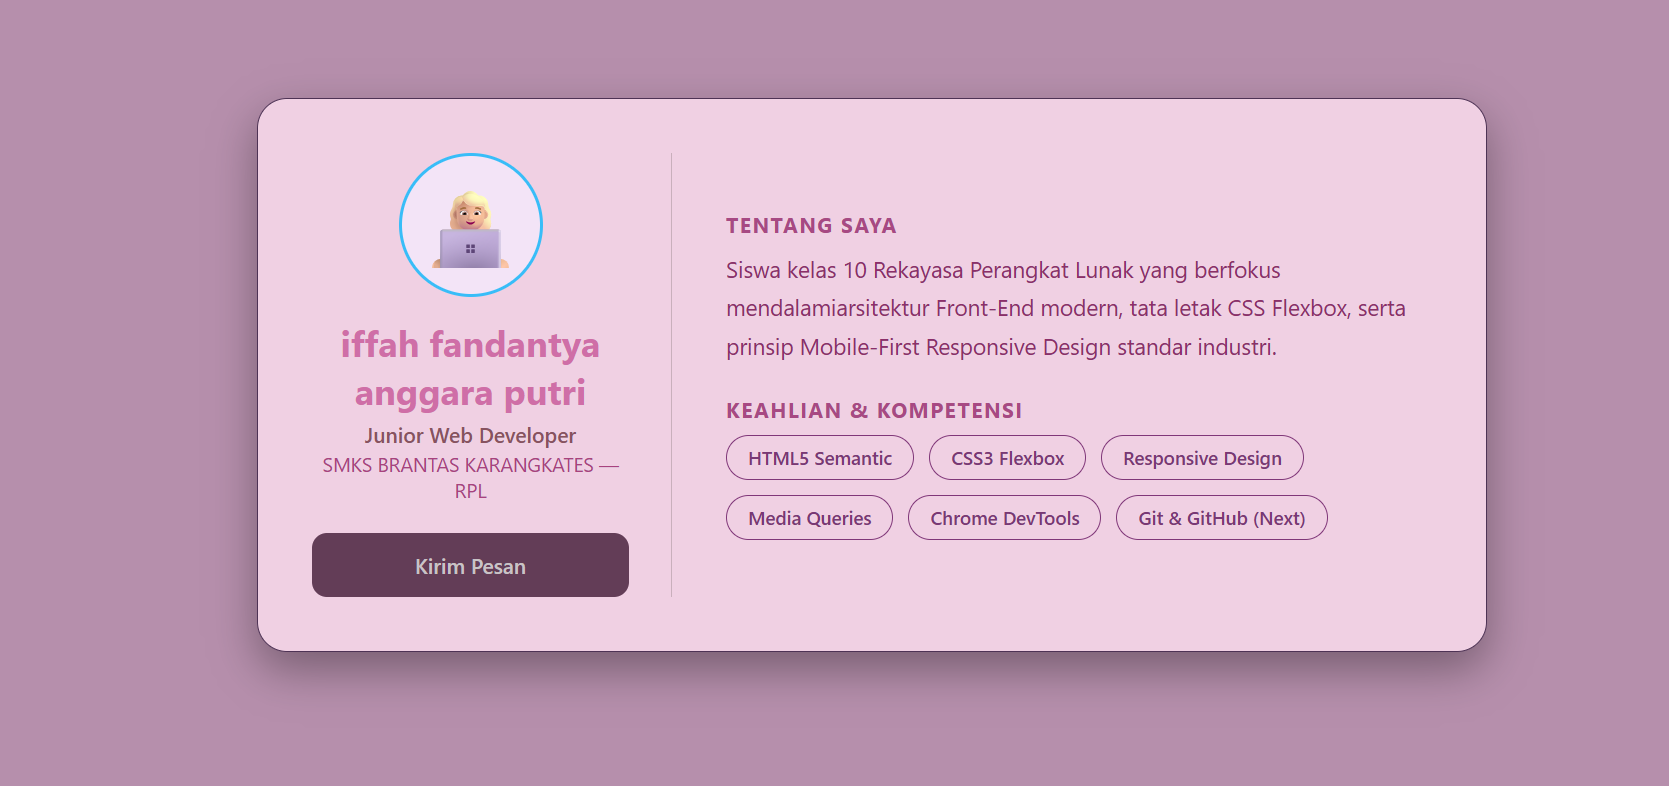 iffah fandantya
anggara putri
Junior Web Developer
SMKS BRANTAS KARANGKATES —
RPL
Kirim Pesan
TENTANG SAYA
Siswa kelas 10 Rekayasa Perangkat Lunak yang berfokus
mendalamiarsitektur Front-End modern, tata letak CSS Flexbox, serta
prinsip Mobile-First Responsive Design standar industri.
KEAHLIAN & KOMPETENSI
HTML5 Semantic
CSS3 Flexbox
Responsive Design
Media Queries
Chrome DevTools
Git & GitHub (Next)